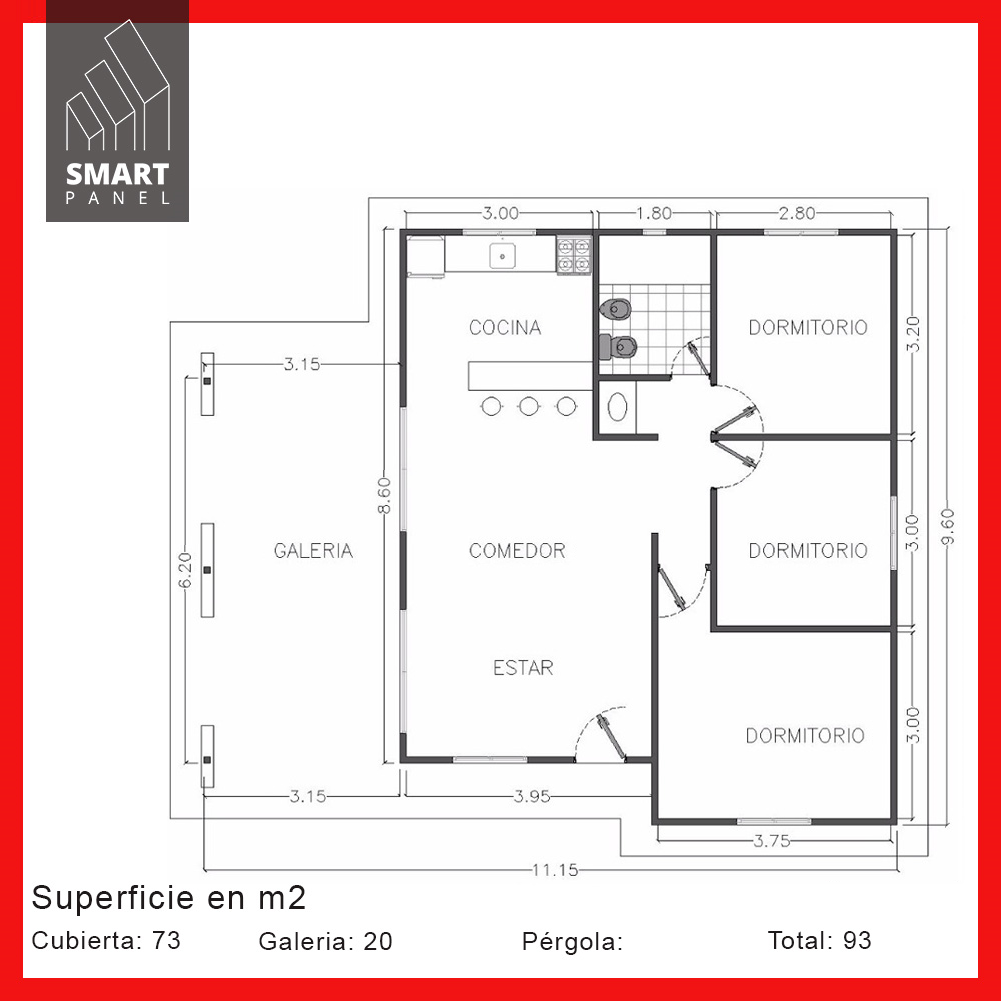 SMART
PANEL
3.00 1.80 2.80
COCINA DORMITORIO
3.20
3.15
8.60
6.20
GALERIA COMEDOR DORMITORIO
3.00
9.60
ESTAR
DORMITORIO
3.00
3.15 3.95
3.75
11.15
Superficie en m2
Cubierta: 73 Galeria: 20 Pérgola: Total: 93